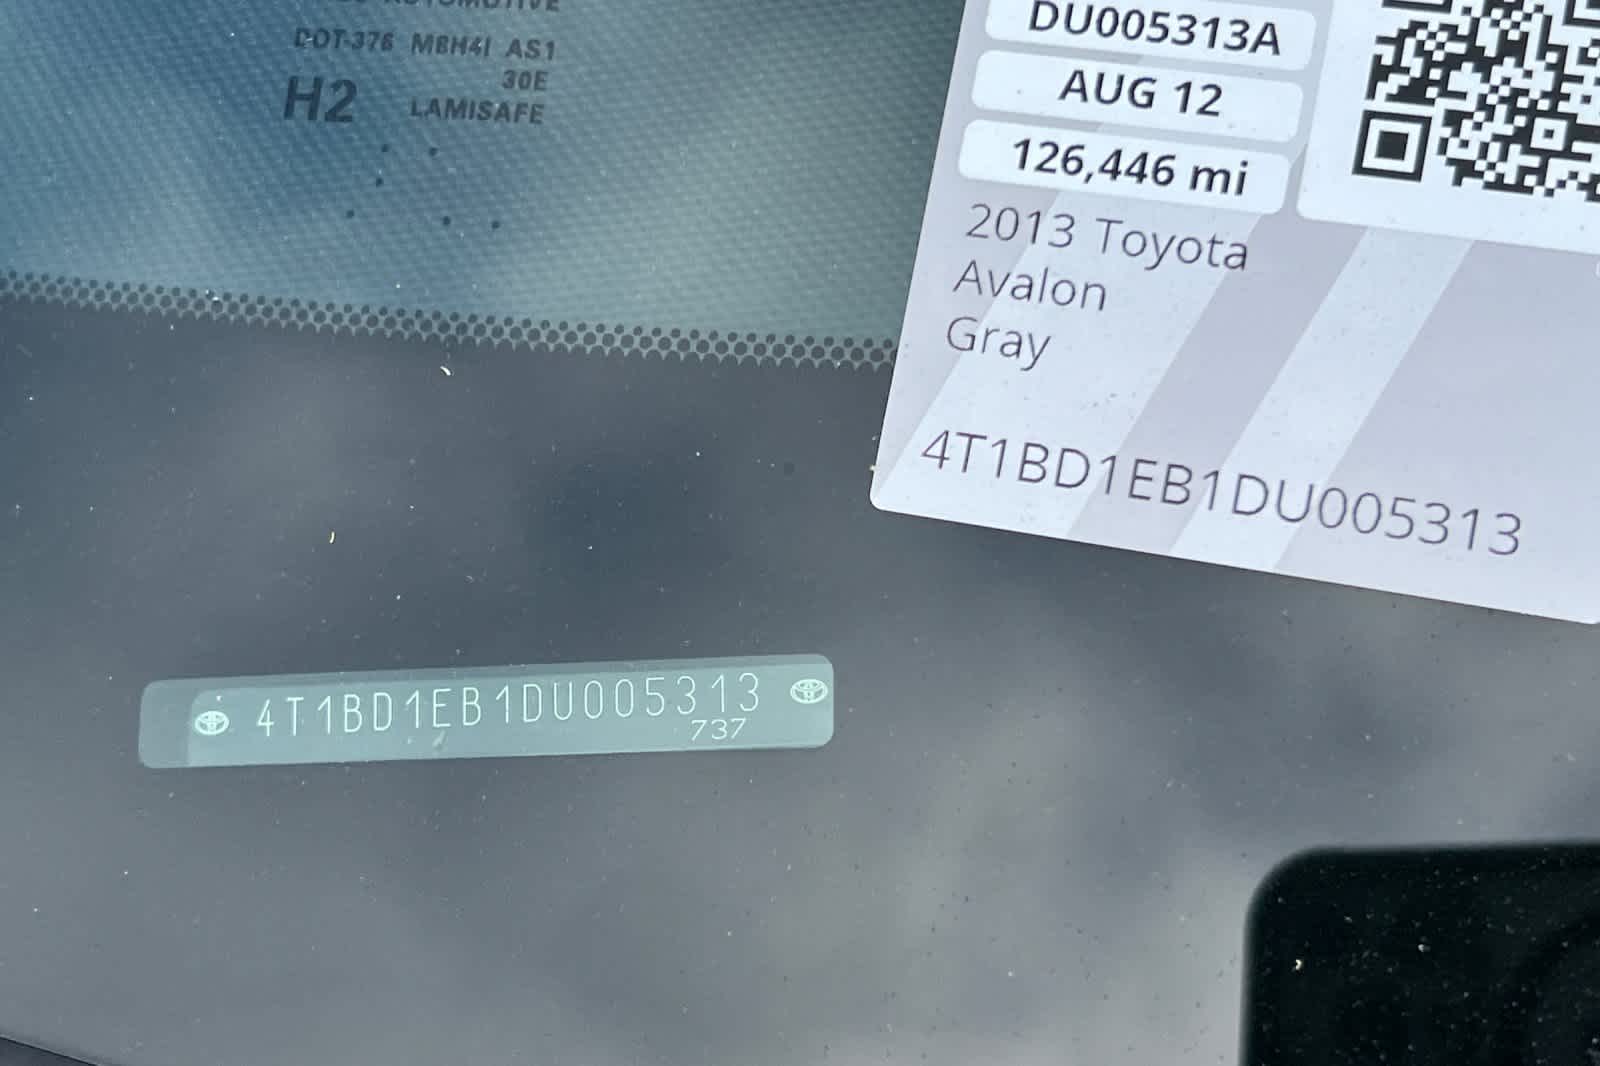 AUTOMOTIVE
DOT-376 M8H4I AS1
30E
H2 LAMISAFE
DU005313A
AUG 12
126,446 mi
2013 Toyota
Avalon
Gray
4T1BD1EB1DU005313
4T1BD1EB1DU005313
737